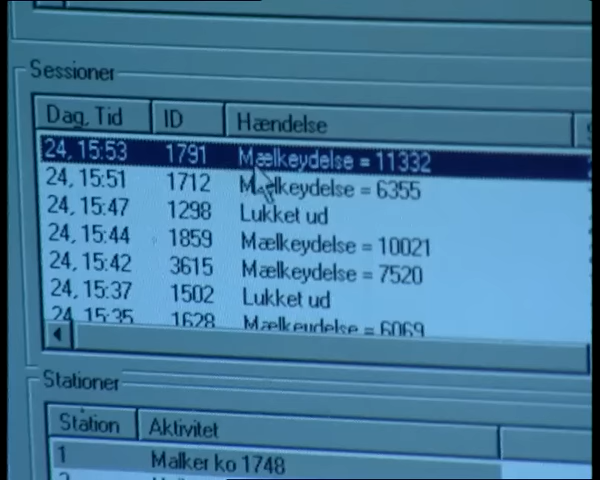 Sessioner
Dag, Tid ID Hændelse
24, 15:53 1791 Mælkeydelse = 11332
24, 15:51 1712 Mælkeydelse = 6355
24, 15:47 1298 Lukket ud
24, 15:44 1859 Mælkeydelse = 10021
24, 15:42 3615 Mælkeydelse = 7520
24, 15:37 1502 Lukket ud
24, 15:35 1628 Mælkeydelse = 6069
Stationer
Station Aktivitet
1 Malker ko 1748